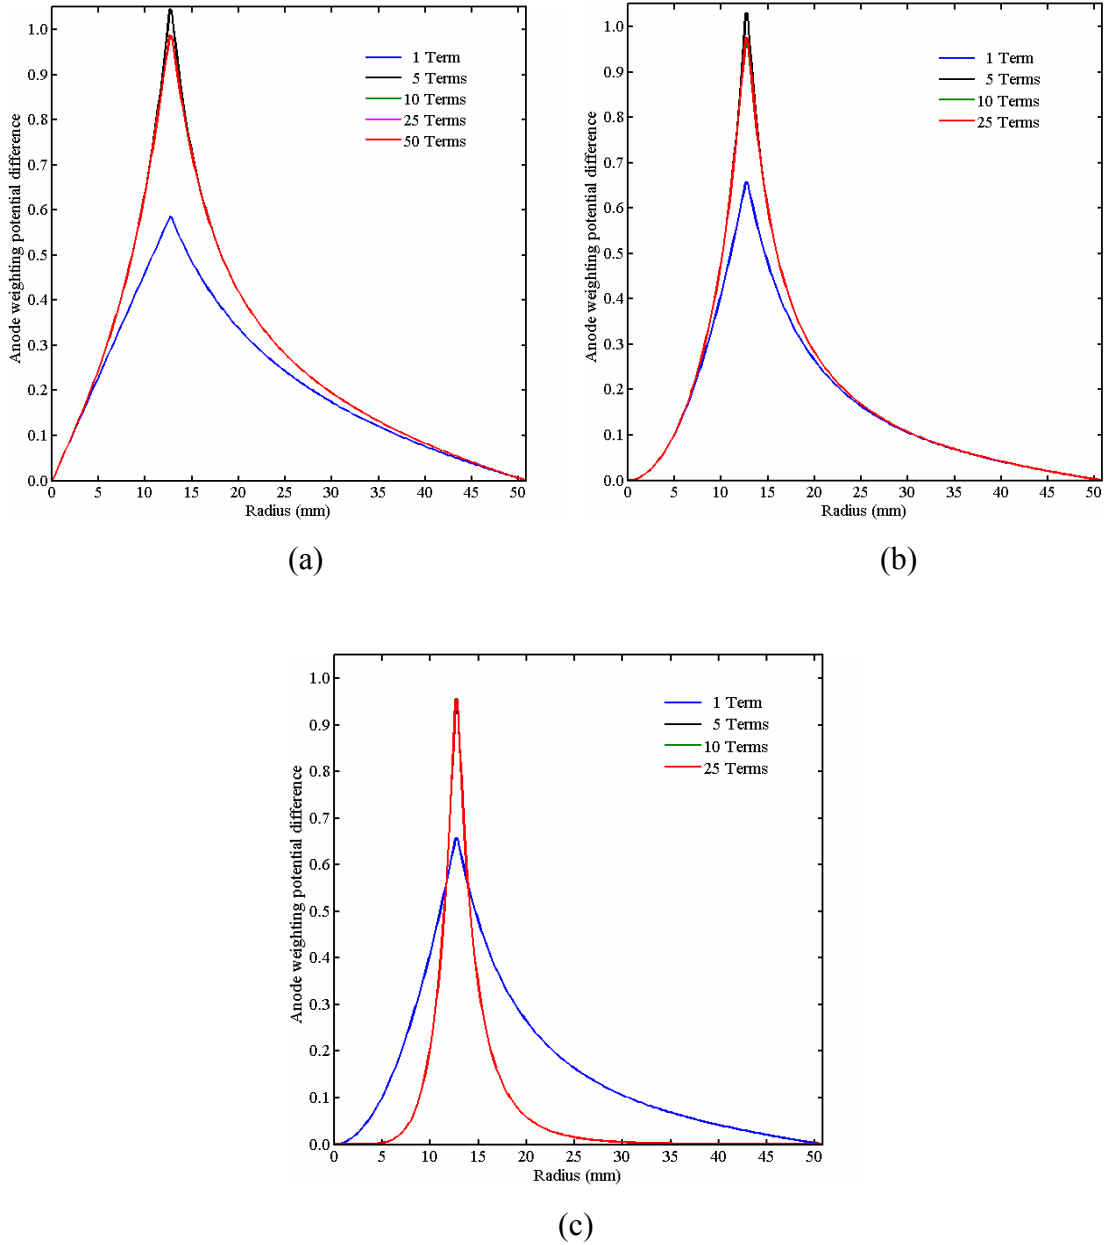 Anode weighting potential difference
1.0
0.9
0.8
0.7
0.6
0.5
0.4
0.3
0.2
0.1
0.0
1 Term
5 Terms
10 Terms
25 Terms
50 Terms
0 5 10 15 20 25 30 35 40 45 50
Radius (mm)
(a)
Anode weighting potential difference
1.0
0.9
0.8
0.7
0.6
0.5
0.4
0.3
0.2
0.1
0.0
1 Term
5 Terms
10 Terms
25 Terms
0 5 10 15 20 25 30 35 40 45 50
Radius (mm)
(b)
Anode weighting potential difference
1.0
0.9
0.8
0.7
0.6
0.5
0.4
0.3
0.2
0.1
0.0
1 Term
5 Terms
10 Terms
25 Terms
0 5 10 15 20 25 30 35 40 45 50
Radius (mm)
(c)